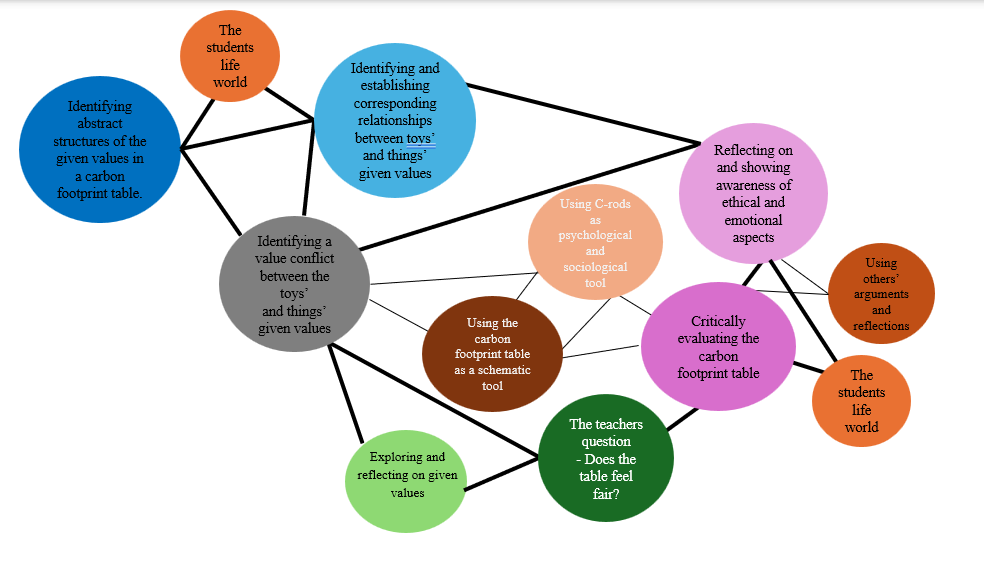 The
students
life
world
Identifying
abstract
structures of the
given values in
a carbon
footprint table.
Identifying and
establishing
corresponding
relationships
between toys’
and things’
given values
Reflecting on
and showing
awareness of
ethical and
emotional
aspects
Using C-rods
as
psychological
and
sociological
tool
Identifying a
value conflict
between the
toys’
and things’
given values
Using
others’
arguments
and
reflections
Using the
carbon
footprint table
as a schematic
tool
Critically
evaluating the
carbon
footprint table
The
students
life
world
The teachers
question
- Does the
table feel
fair?
Exploring and
reflecting on given
values